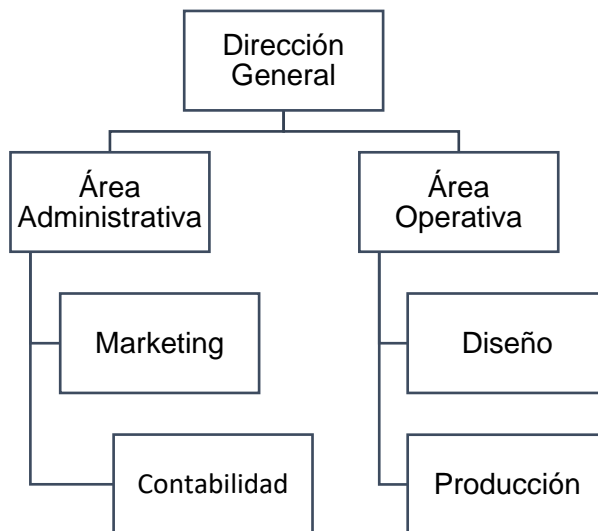 Dirección
General
Área
Administrativa
Área
Operativa
Marketing
Diseño
Contabilidad
Producción